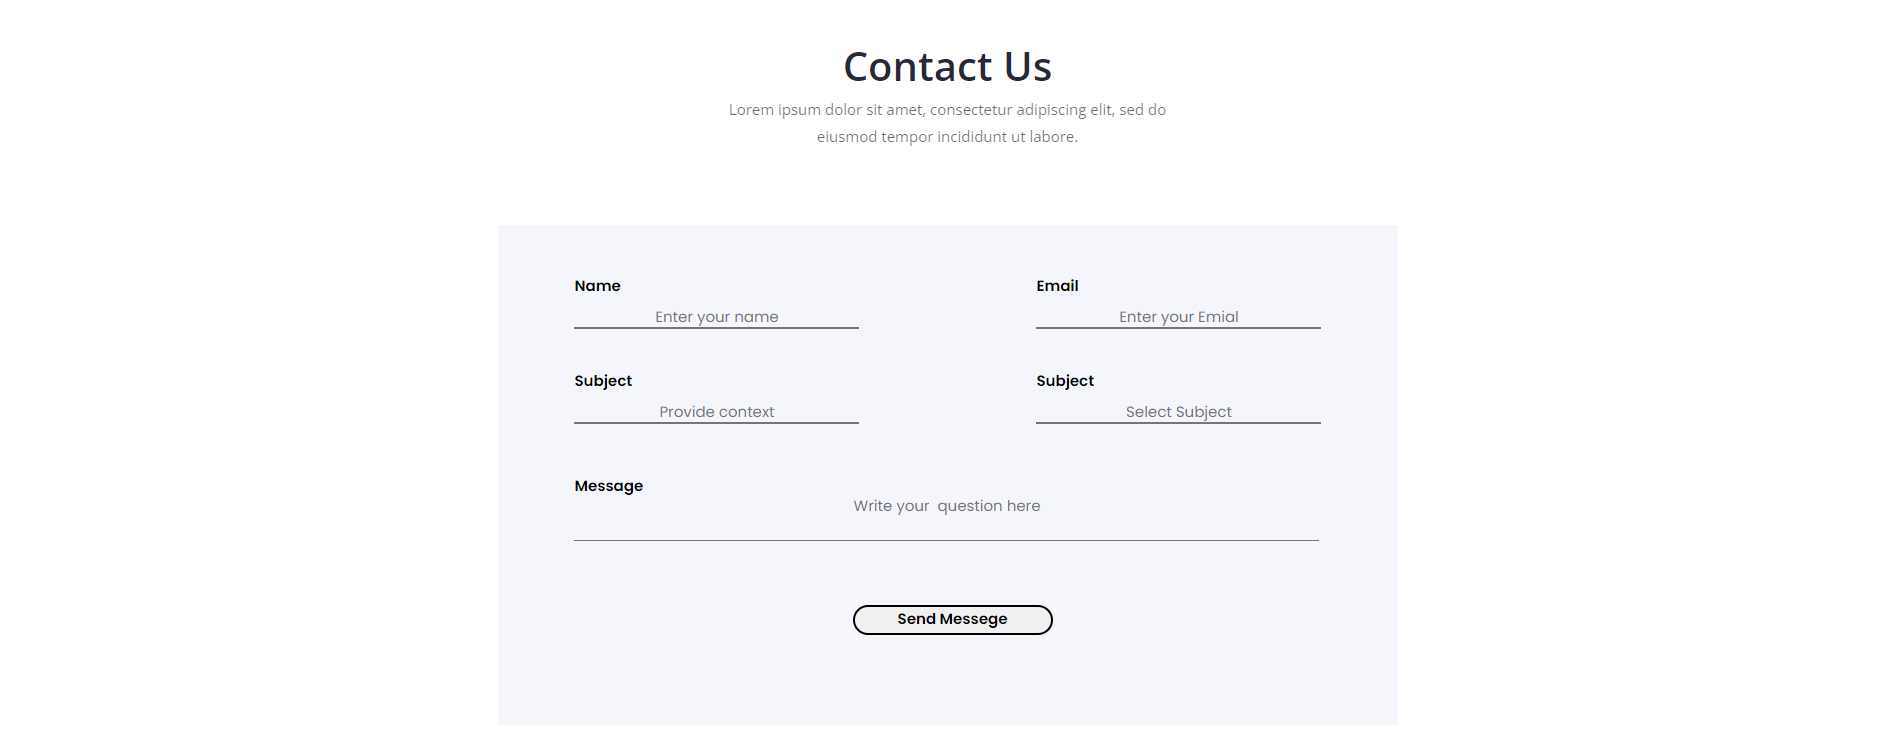 Contact Us
Lorem ipsum dolor sit amet, consectetur adipiscing elit, sed do
eiusmod tempor incididunt ut labore.
Name
Enter your name
Email
Enter your Emial
Subject
Provide context
Subject
Select Subject
Message
Write your  question here
Send Messege